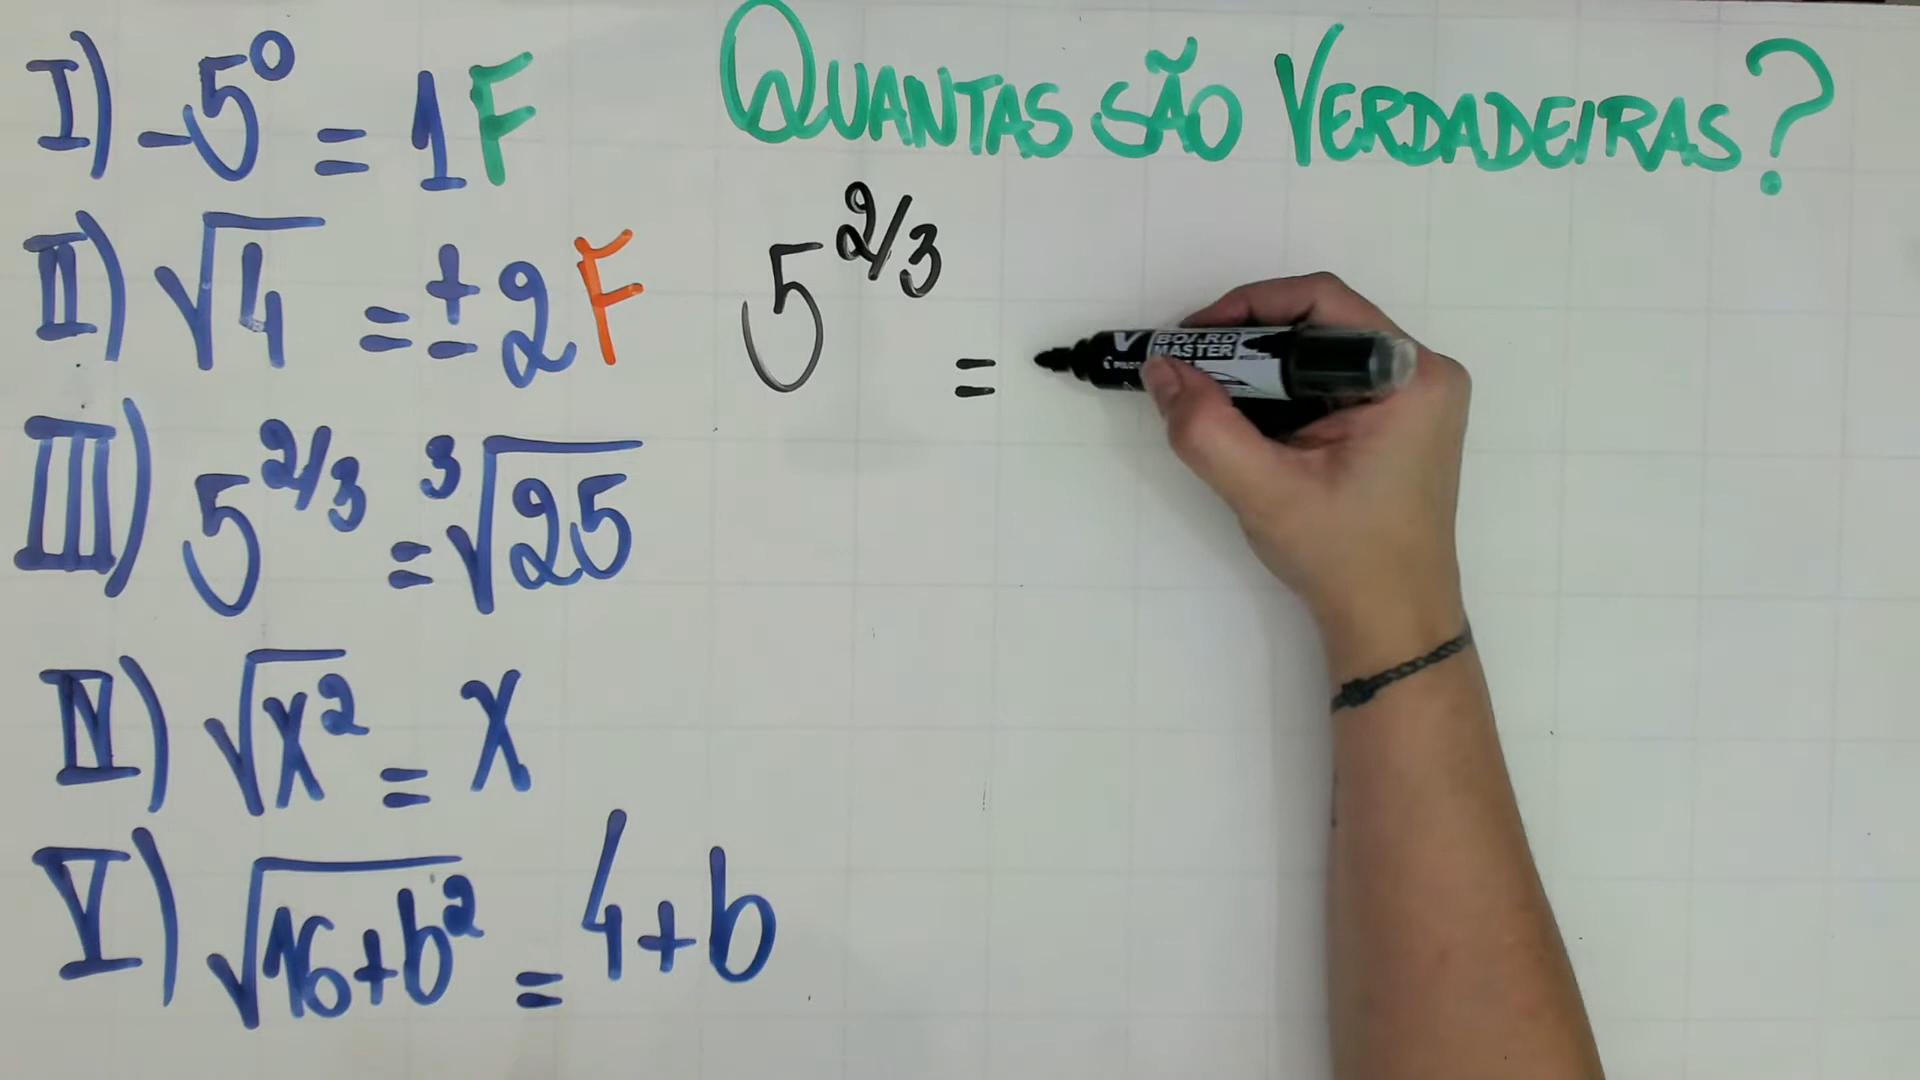 QUANTAS SÃO VERDADEIRAS?
I) -5⁰ = 1 F
II) √4 = ±2 F
III) 5^2/3 = ³√25
IV) √x² = x
V) √16+b² = 4+b
5^2/3 =
V BOARD
MASTER